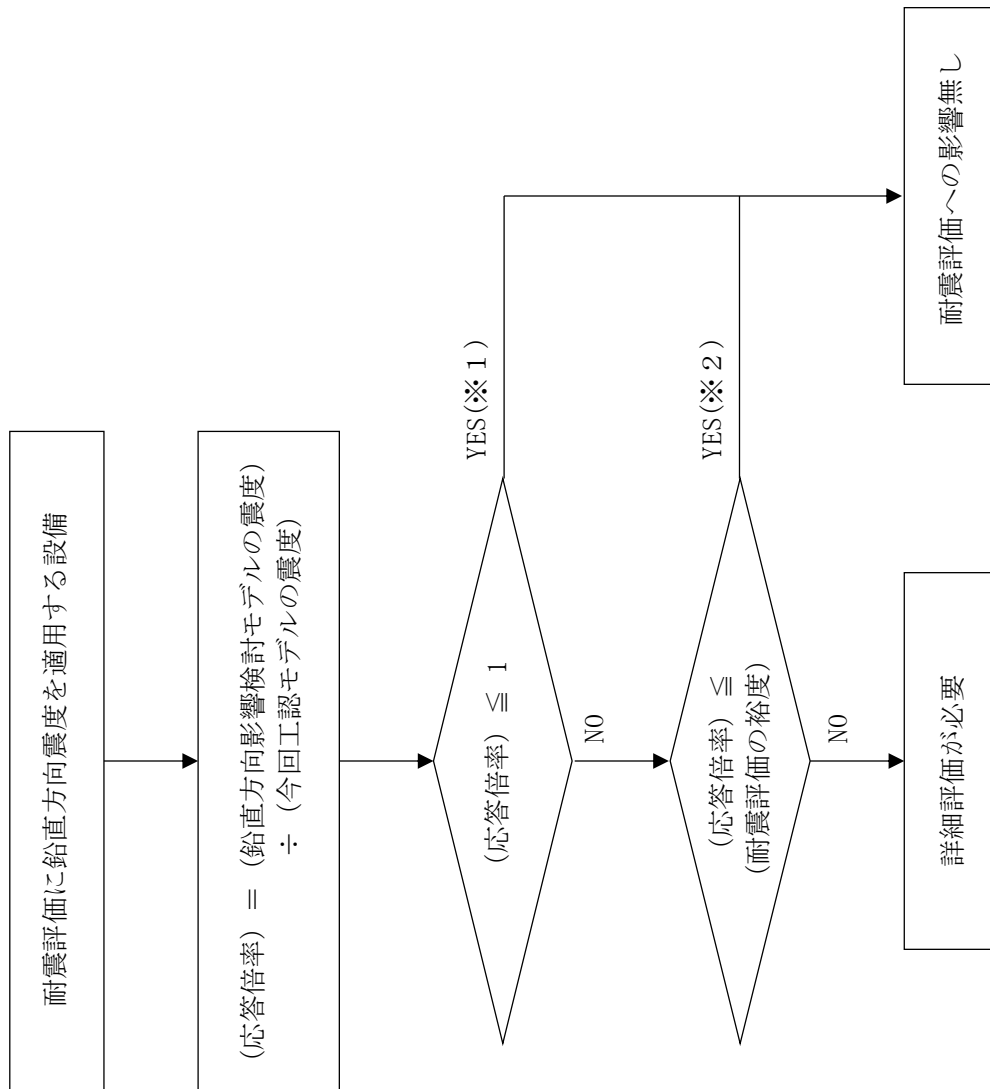 耐震評価に鉛直方向震度を適用する設備
(応答倍率) ＝ (鉛直方向影響検討モデルの震度)
÷ (今回工認モデルの震度)
(応答倍率) ≦ 1
YES(※１)
NO
(応答倍率) ≦
(耐震評価の裕度)
YES(※２)
NO
詳細評価が必要
耐震評価への影響無し